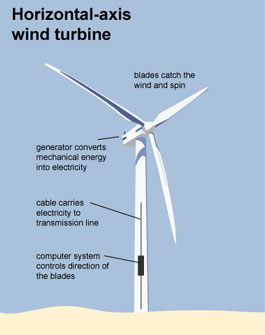 Horizontal-axis
wind turbine
blades catch the
wind and spin
generator converts
mechanical energy
into electricity
cable carries
electricity to
transmission line
computer system
controls direction of
the blades